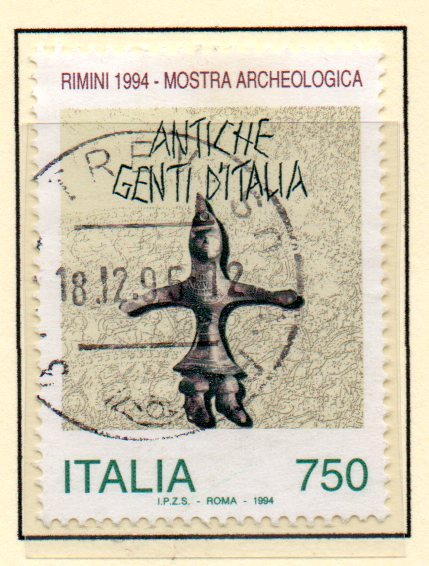 RIMINI 1994 - MOSTRA ARCHEOLOGICA
ANTICHE
GENTI D'ITALIA
18.12.95 12
ITALIA 750
I.P.Z.S. - ROMA - 1994